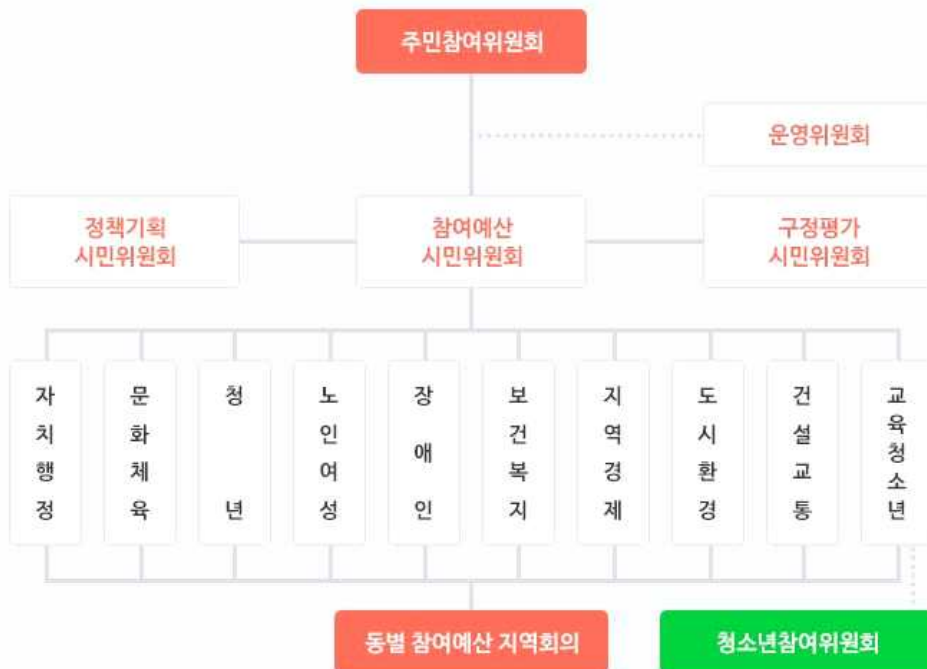 주민참여위원회
운영위원회
정책기획
시민위원회
참여예산
시민위원회
구정평가
시민위원회
자치행정
문화체육
청년
노인여성
장애인
보건복지
지역경제
도시환경
건설교통
교육청소년
동별 참여예산 지역회의
청소년참여위원회